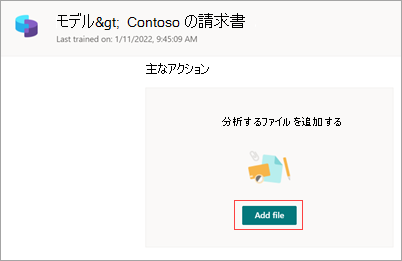 モデル&gt; Contoso の請求書
Last trained on: 1/11/2022, 9:45:09 AM
主なアクション
分析するファイルを追加する
Add file